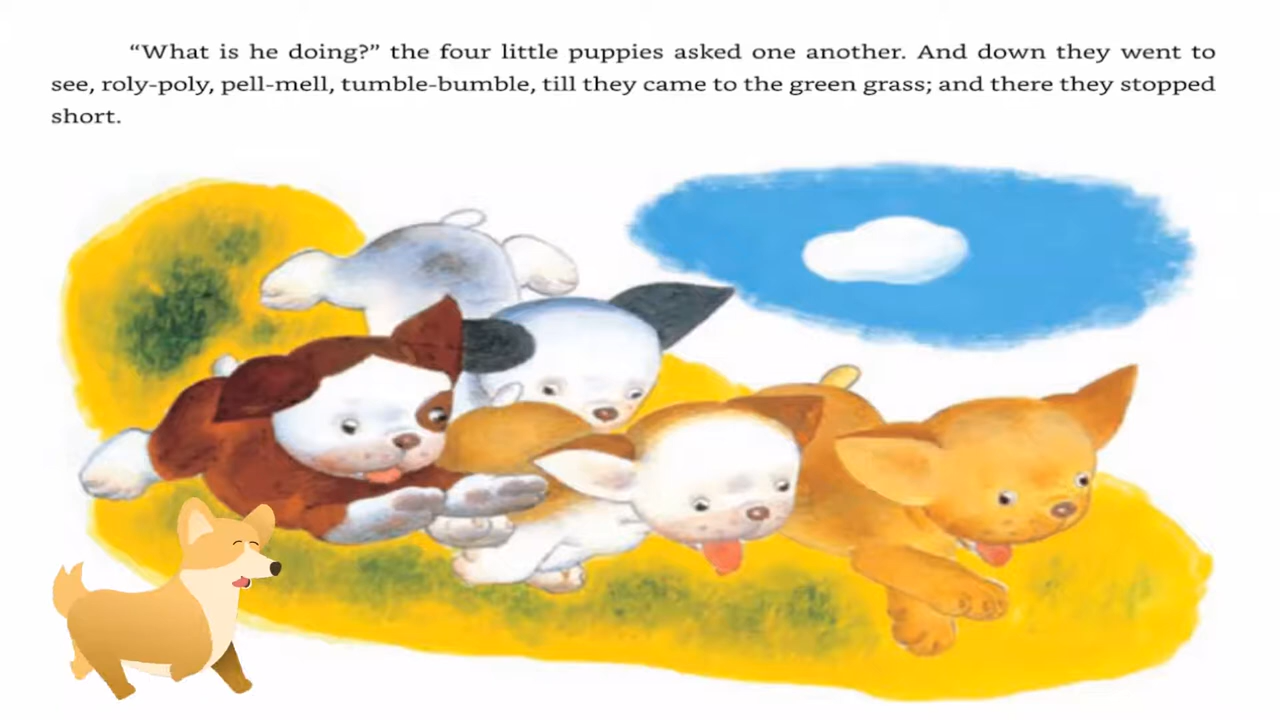 “What is he doing?” the four little puppies asked one another. And down they went to
see, roly-poly, pell-mell, tumble-bumble, till they came to the green grass; and there they stopped
short.